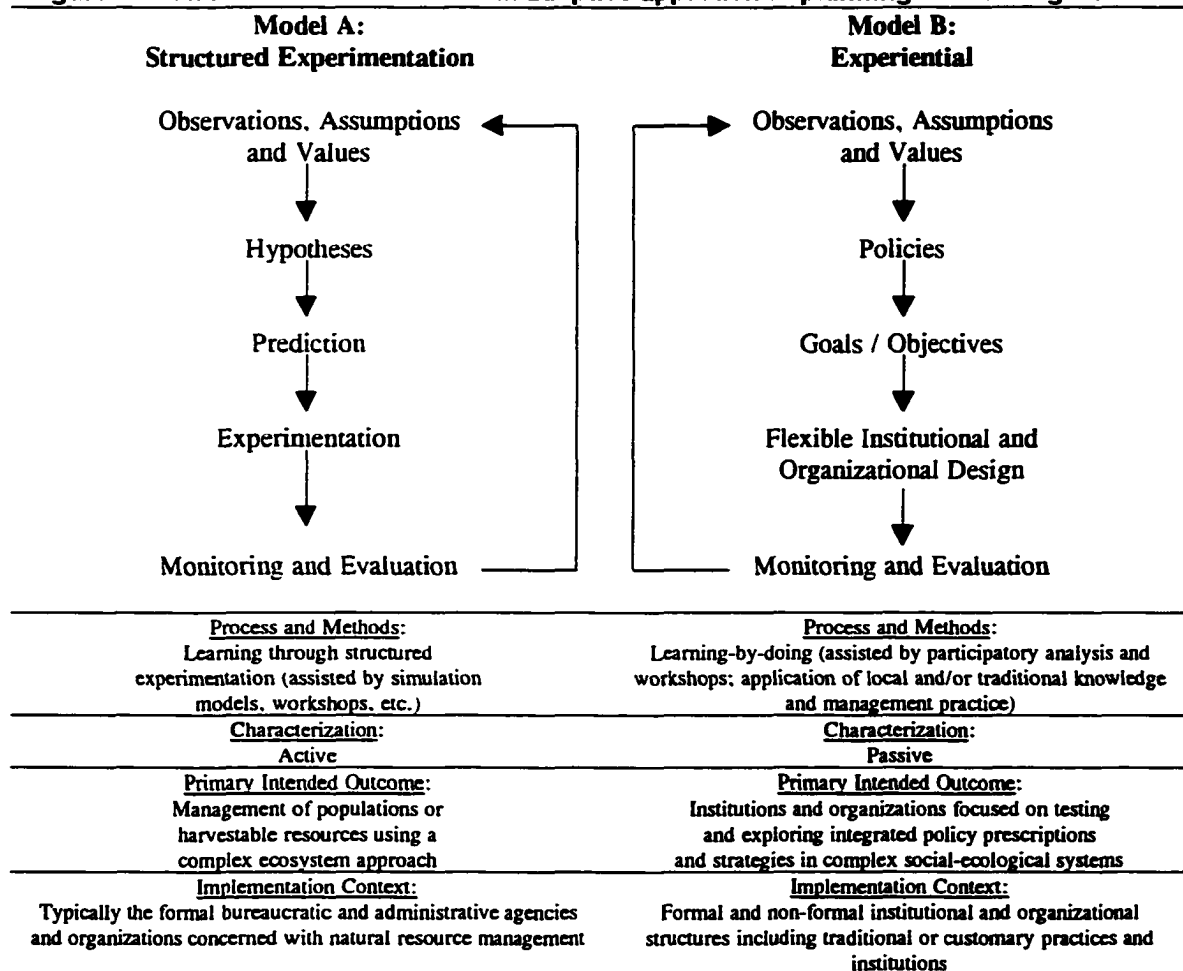 Model A:
Structured Experimentation
Observations, Assumptions
and Values
Hypotheses
Prediction
Experimentation
Monitoring and Evaluation
Model B:
Experiential
Observations, Assumptions
and Values
Policies
Goals / Objectives
Flexible Institutional and
Organizational Design
Monitoring and Evaluation
Process and Methods:
Learning through structured
experimentation (assisted by simulation
models, workshops, etc.)
Process and Methods:
Learning-by-doing (assisted by participatory analysis and
workshops; application of local and/or traditional knowledge
and management practice)
Characterization:
Active
Characterization:
Passive
Primary Intended Outcome:
Management of populations or
harvestable resources using a
complex ecosystem approach
Primary Intended Outcome:
Institutions and organizations focused on testing
and exploring integrated policy prescriptions
and strategies in complex social-ecological systems
Implementation Context:
Typically the formal bureaucratic and administrative agencies
and organizations concerned with natural resource management
Implementation Context:
Formal and non-formal institutional and organizational
structures including traditional or customary practices and
institutions